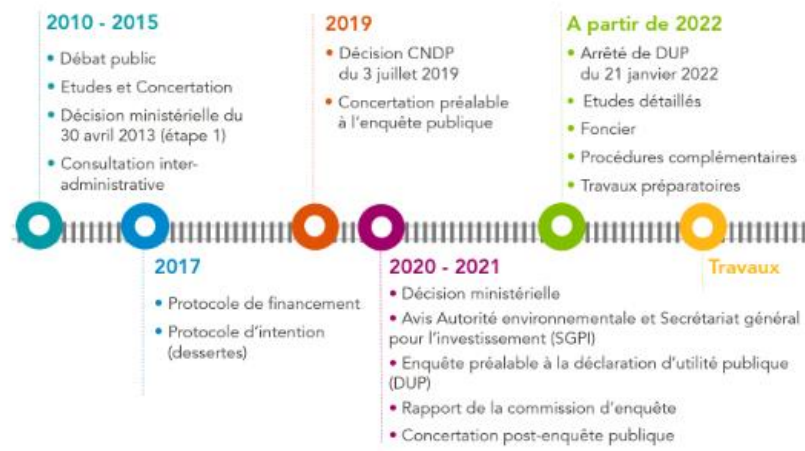 2010 - 2015
• Débat public
• Etudes et Concertation
• Décision ministérielle du
30 avril 2013 (étape 1)
• Consultation inter-
administrative
2017
• Protocole de financement
• Protocole d'intention
(dessertes)
2019
• Décision CNDP
du 3 juillet 2019
• Concertation préalable
à l'enquête publique
2020 - 2021
• Décision ministérielle
• Avis Autorité environnementale et Secrétariat général
pour l'investissement (SGPI)
• Enquête préalable à la déclaration d'utilité publique
(DUP)
• Rapport de la commission d'enquête
• Concertation post-enquête publique
A partir de 2022
• Arrêté de DUP
du 21 janvier 2022
• Etudes détaillés
• Foncier
• Procédures complémentaires
• Travaux préparatoires
Travaux